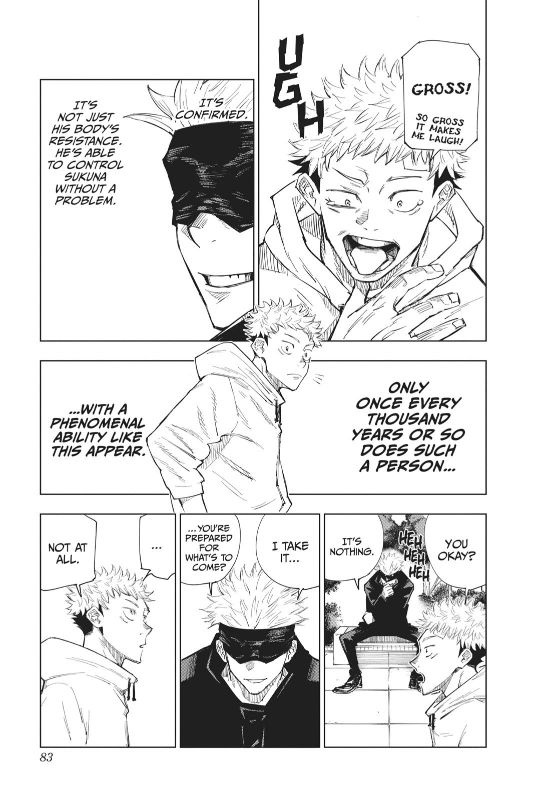 GROSS!
SO GROSS
IT MAKES
ME LAUGH!
UGH
IT'S
CONFIRMED.
IT'S
NOT JUST
HIS BODY'S
RESISTANCE.
HE'S ABLE
TO CONTROL
SUKUNA
WITHOUT A
PROBLEM.
ONLY
ONCE EVERY
THOUSAND
YEARS OR SO
DOES SUCH
A PERSON...
...WITH A
PHENOMENAL
ABILITY LIKE
THIS APPEAR.
YOU
OKAY?
HEH
HEH
HEH
IT'S
NOTHING.
I TAKE
IT...
...YOU'RE
PREPARED
FOR
WHAT'S TO
COME?
...
NOT AT
ALL.
83